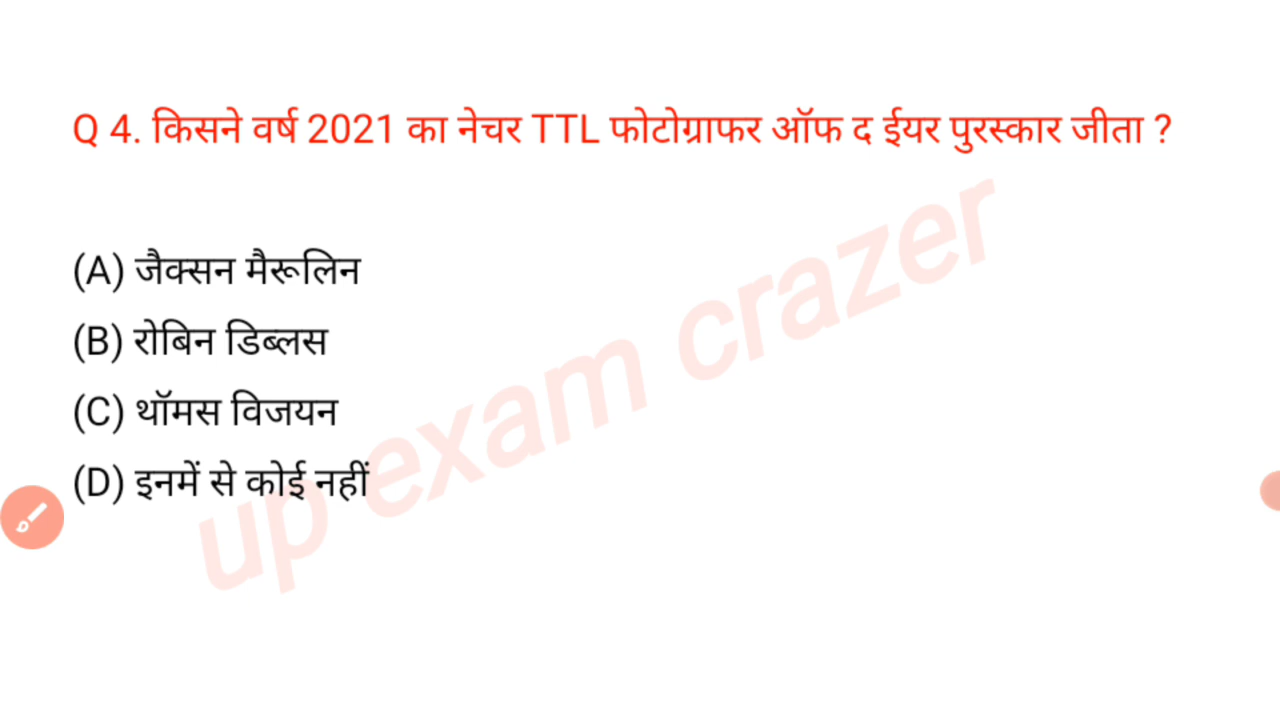 Q 4. किसने वर्ष 2021 का नेचर TTL फोटोग्राफर ऑफ द ईयर पुरस्कार जीता ?
(A) जैक्सन मैरूलिन
(B) रोबिन डिब्लस
(C) थॉमस विजयन
(D) इनमें से कोई नहीं
up exam crazer